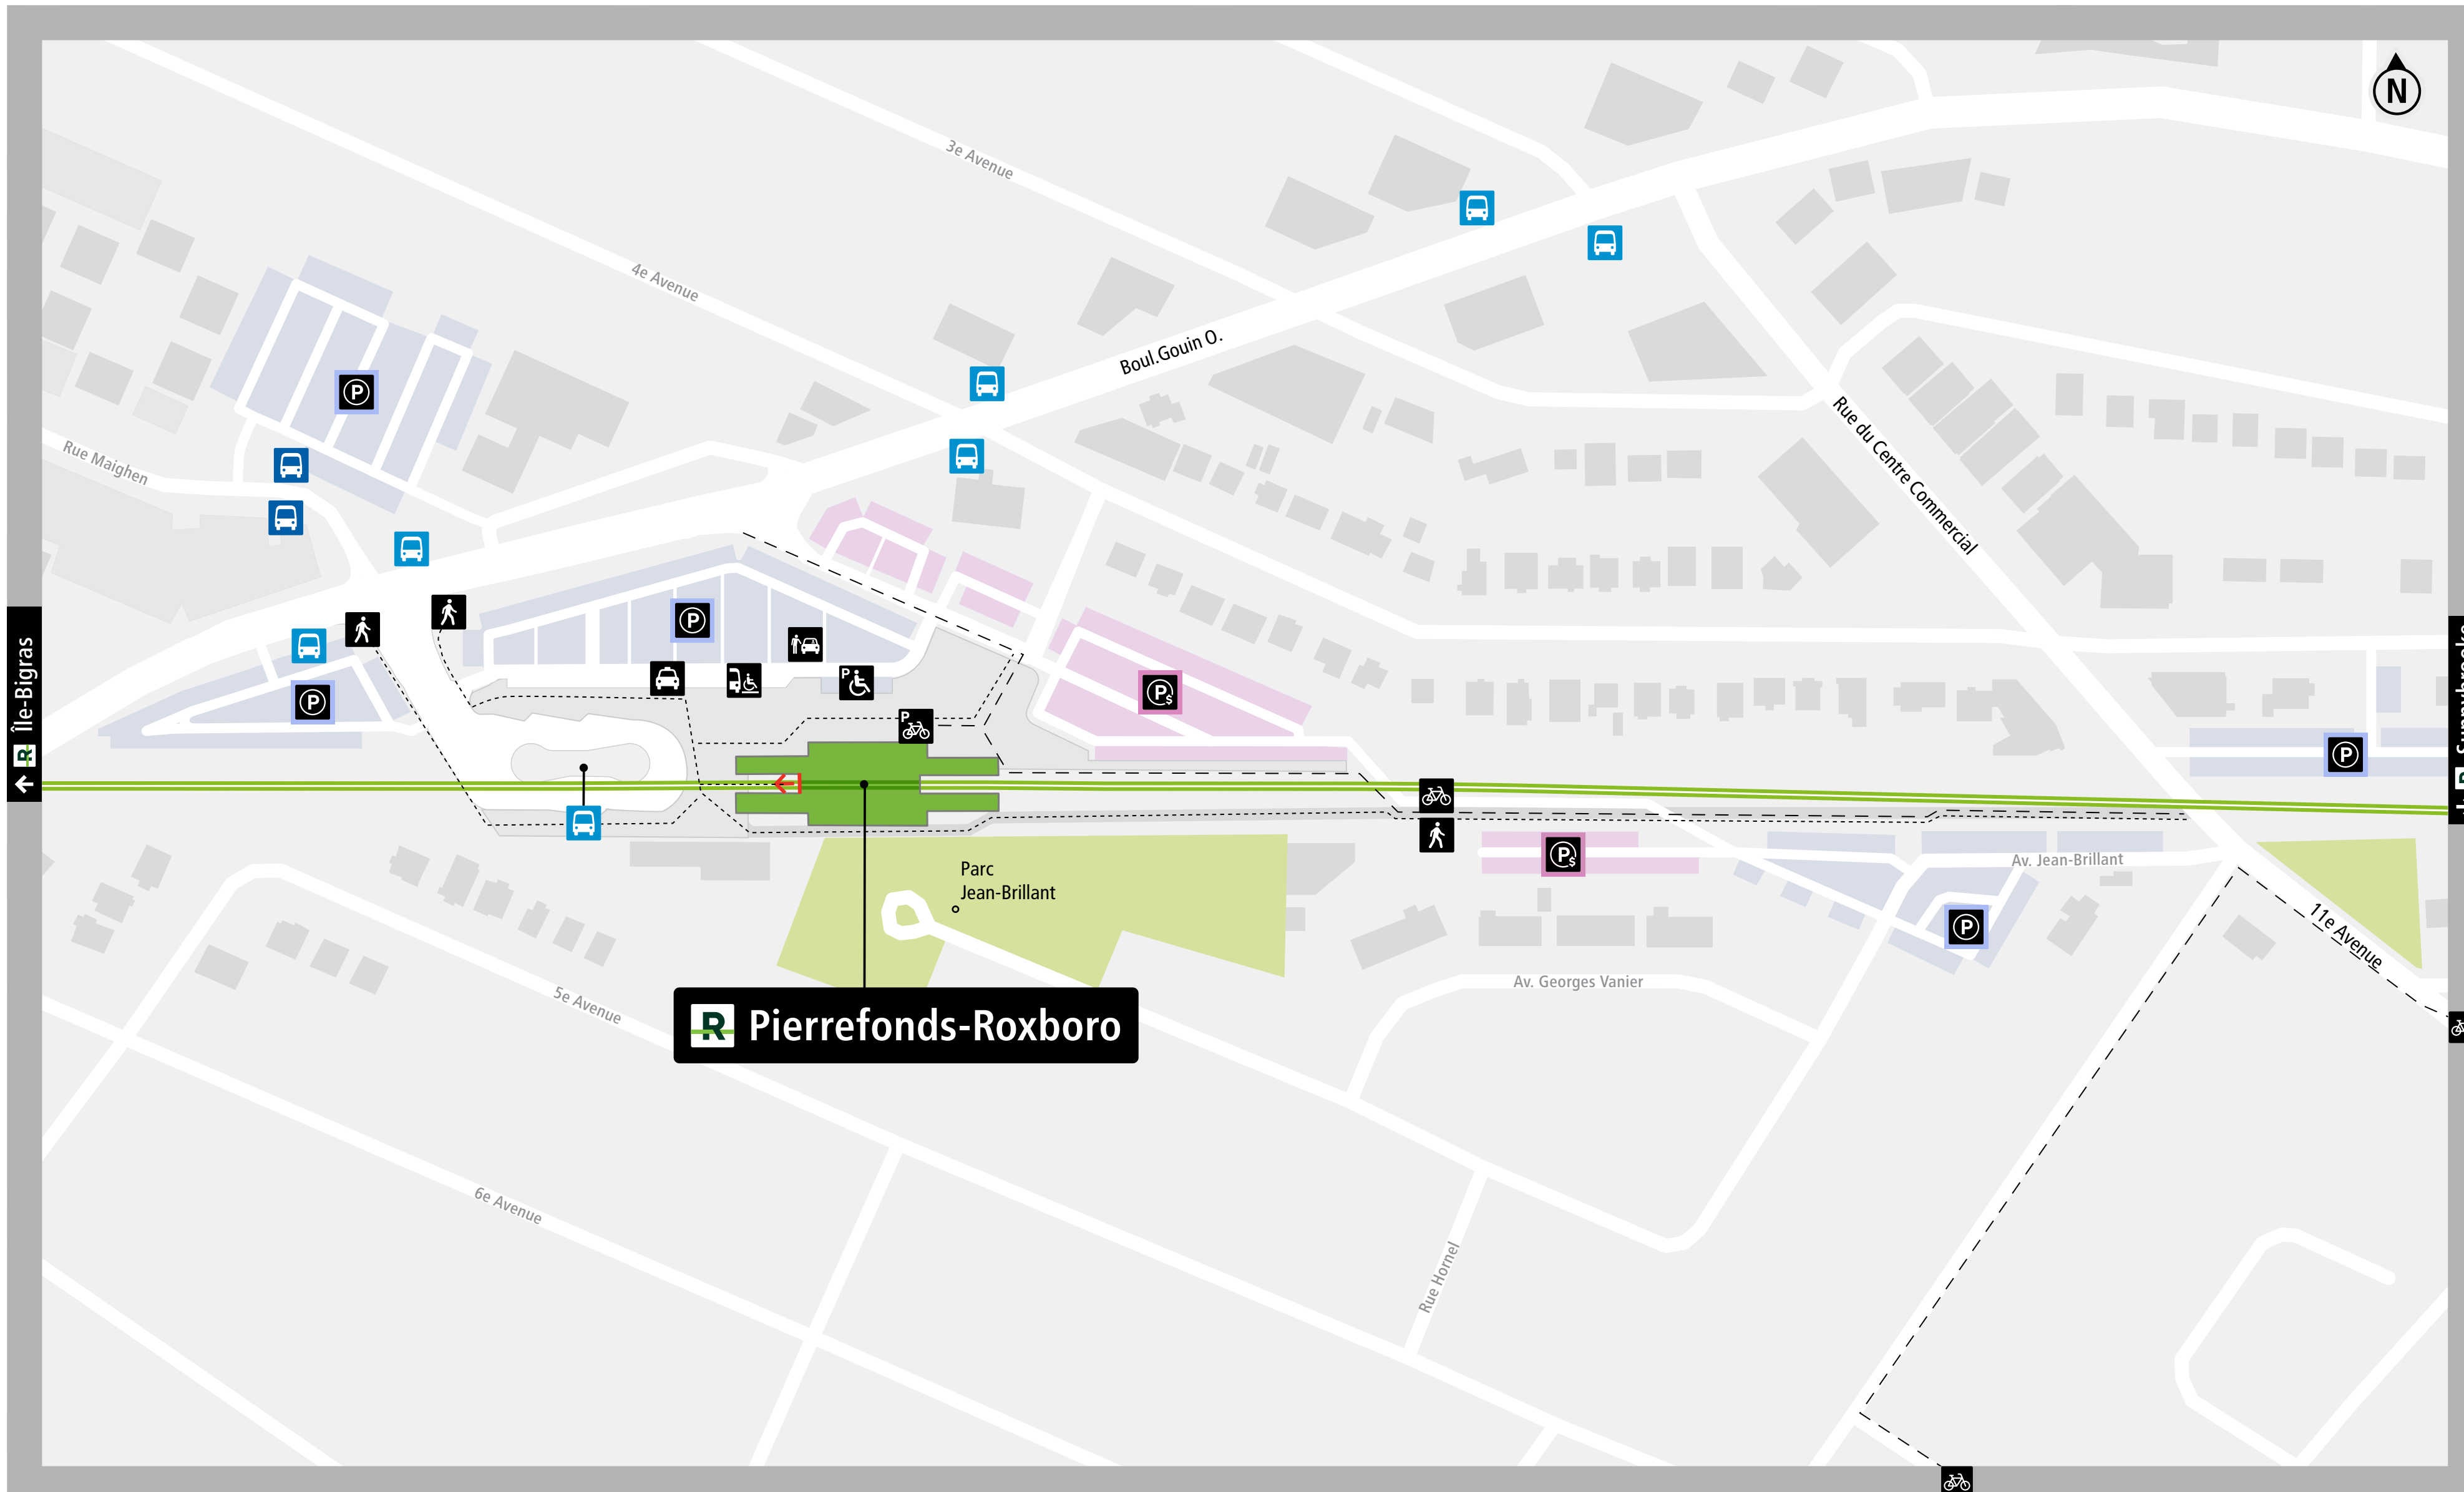 N
3e Avenue
4e Avenue
Boul.Gouin O.
Rue Maighen
Rue du Centre Commercial
P
P
P
P
P
P$
P
R Île-Bigras
P
R Sunnybrooke
P$
Av. Jean-Brillant
Parc
Jean-Brillant
P
11e Avenue
Av. Georges Vanier
5e Avenue
R Pierrefonds-Roxboro
6e Avenue
Rue Hornel